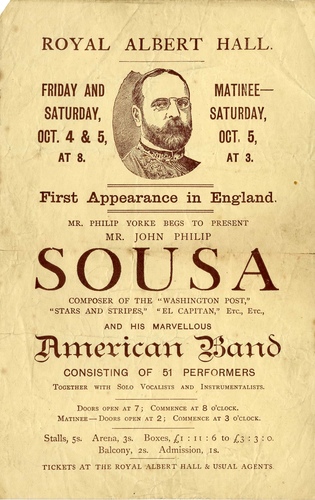 ROYAL ALBERT HALL.
FRIDAY AND
SATURDAY,
OCT. 4 & 5,
AT 8.
MATINEE—
SATURDAY,
OCT. 5,
AT 3.
First Appearance in England.
MR. PHILIP YORKE BEGS TO PRESENT
MR. JOHN PHILIP
SOUSA
COMPOSER OF THE "WASHINGTON POST,"
"STARS AND STRIPES," "EL CAPITAN," Etc., Etc.,
AND HIS MARVELLOUS
American Band
CONSISTING OF 51 PERFORMERS
Together with Solo Vocalists and Instrumentalists.
Doors open at 7; Commence at 8 o'clock.
Matinee—Doors open at 2; Commence at 3 o'clock.
Stalls, 5s. Arena, 3s. Boxes, £1 : 11 : 6 to £3 : 3 : 0.
Balcony, 2s. Admission, 1s.
TICKETS AT THE ROYAL ALBERT HALL & USUAL AGENTS